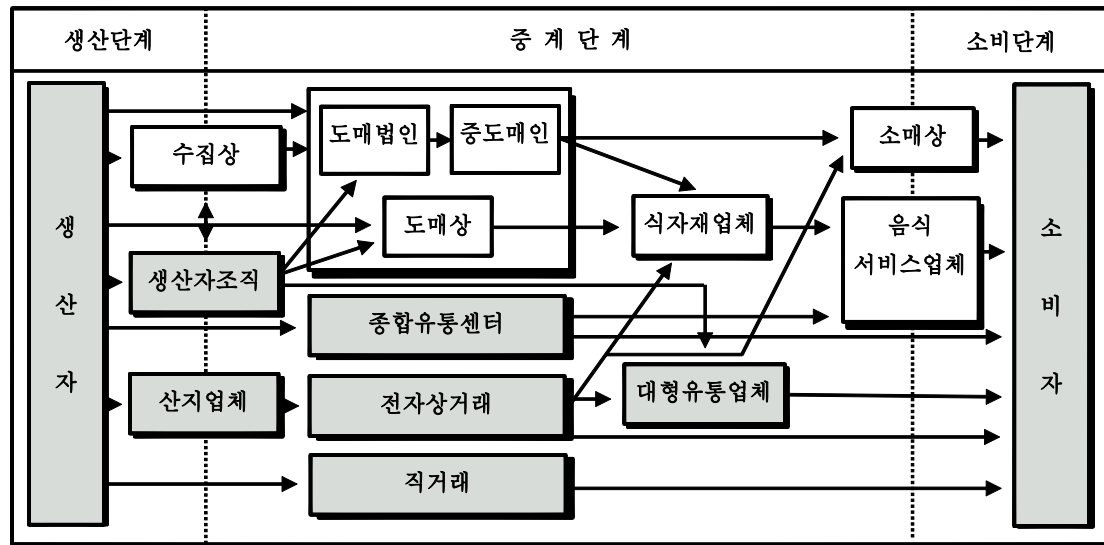 생산단계
중 계 단 계
소비단계
생
산
자
수집상
생산자조직
산지업체
도매법인
중도매인
도매상
종합유통센터
전자상거래
직거래
식자재업체
대형유통업체
소매상
음식
서비스업체
소
비
자